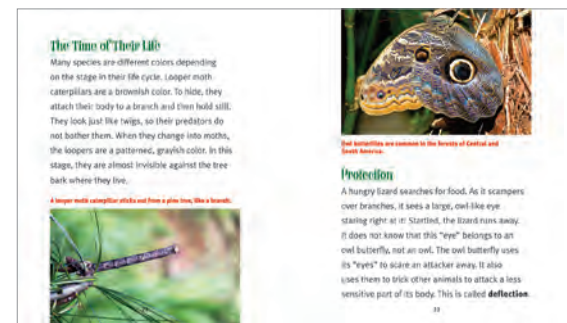 The Time of Their Life
Many species are different colors depending
on the stage in their life cycle. Looper moth
caterpillars are a brownish color. To hide, they
attach their body to a branch and then hold still.
They look just like twigs, so their predators do
not bother them. When they change into moths,
the loopers are a patterned, grayish color. In this
stage, they are almost invisible against the tree
bark where they live.
A looper moth caterpillar sticks out from a pine tree, like a branch.
Owl butterflies are common in the forests of Central and
South America.
Protection
A hungry lizard searches for food. As it scampers
over branches, it sees a large, owl-like eye
staring right at it! Startled, the lizard runs away.
It does not know that this "eye" belongs to an
owl butterfly, not an owl. The owl butterfly uses
its "eyes" to scare an attacker away. It also
uses them to trick other animals to attack a less
sensitive part of its body. This is called deflection